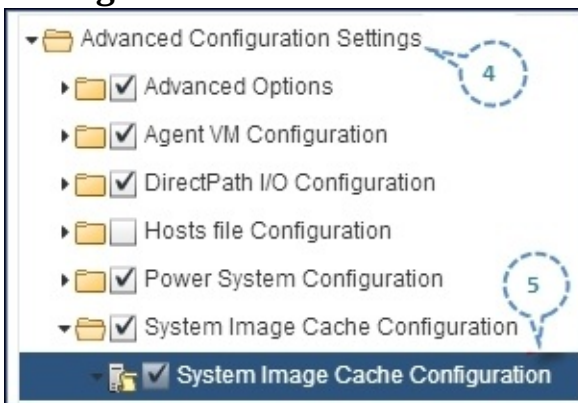 Advanced Configuration Settings
4
Advanced Options
Agent VM Configuration
DirectPath I/O Configuration
Hosts file Configuration
Power System Configuration
5
System Image Cache Configuration
System Image Cache Configuration